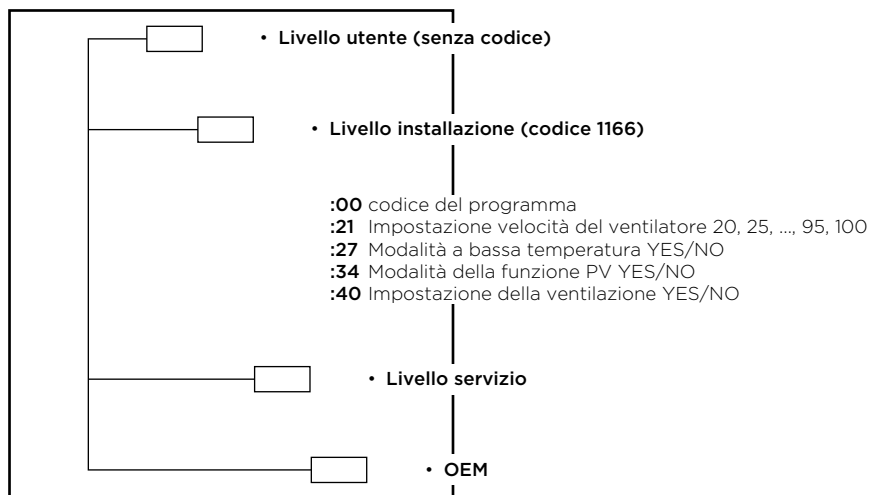 • Livello utente (senza codice)
• Livello installazione (codice 1166)
:00 codice del programma
:21 Impostazione velocità del ventilatore 20, 25, ..., 95, 100
:27 Modalità a bassa temperatura YES/NO
:34 Modalità della funzione PV YES/NO
:40 Impostazione della ventilazione YES/NO
• Livello servizio
• OEM